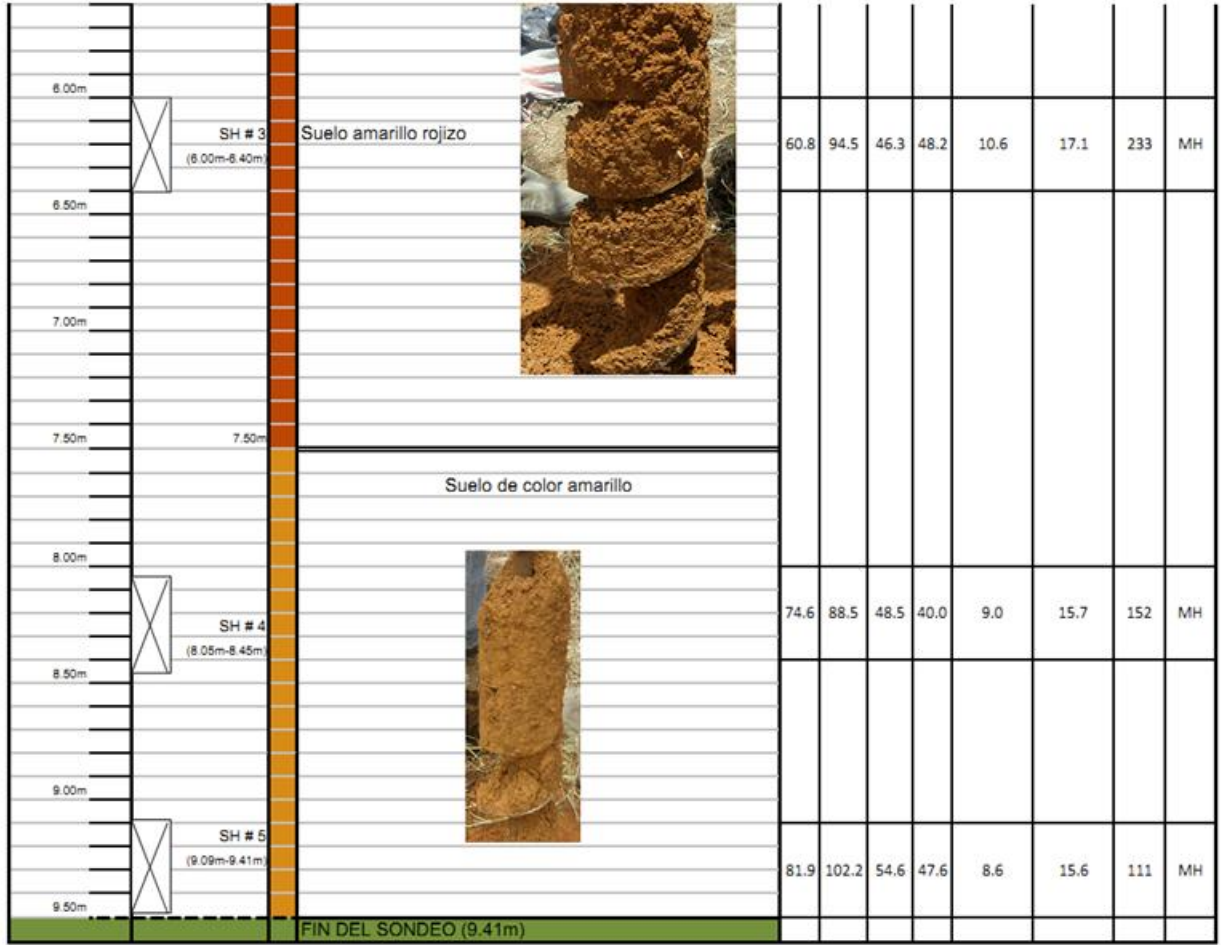 6.00m
SH # 3 Suelo amarillo rojizo 60.8 94.5 46.3 48.2 10.6 17.1 233 MH
(6.00m-6.40m)
6.50m
7.00m
7.50m 7.50m
Suelo de color amarillo
8.00m
SH # 4 74.6 88.5 48.5 40.0 9.0 15.7 152 MH
(8.05m-8.45m)
8.50m
9.00m
SH # 5
(9.09m-9.41m) 81.9 102.2 54.6 47.6 8.6 15.6 111 MH
9.50m
FIN DEL SONDEO (9.41m)